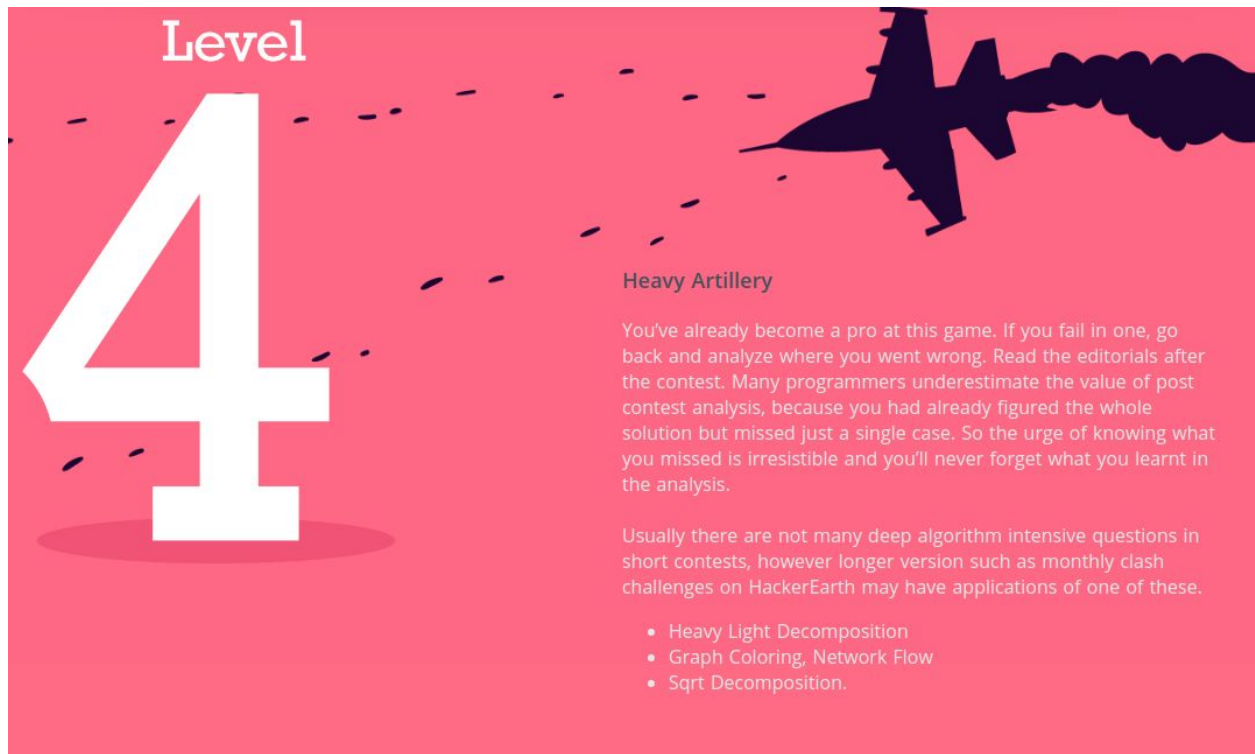 Level
4
Heavy Artillery
You've already become a pro at this game. If you fail in one, go
back and analyze where you went wrong. Read the editorials after
the contest. Many programmers underestimate the value of post
contest analysis, because you had already figured the whole
solution but missed just a single case. So the urge of knowing what
you missed is irresistible and you'll never forget what you learnt in
the analysis.
Usually there are not many deep algorithm intensive questions in
short contests, however longer version such as monthly clash
challenges on HackerEarth may have applications of one of these.
• Heavy Light Decomposition
• Graph Coloring, Network Flow
• Sqrt Decomposition.